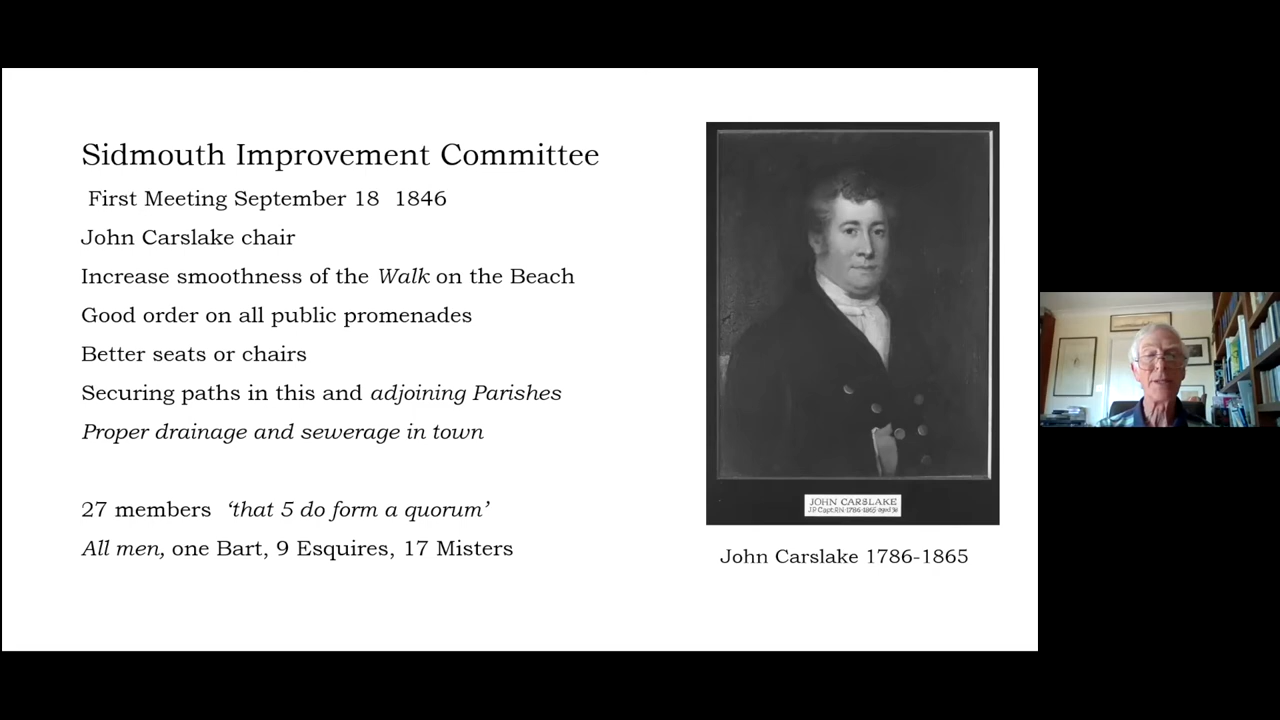 Sidmouth Improvement Committee
First Meeting September 18 1846
John Carslake chair
Increase smoothness of the Walk on the Beach
Good order on all public promenades
Better seats or chairs
Securing paths in this and adjoining Parishes
Proper drainage and sewerage in town
27 members ‘that 5 do form a quorum’
All men, one Bart, 9 Esquires, 17 Misters
JOHN CARSLAKE
J.P. Capt.RN 1786-1865 aged
John Carslake 1786-1865